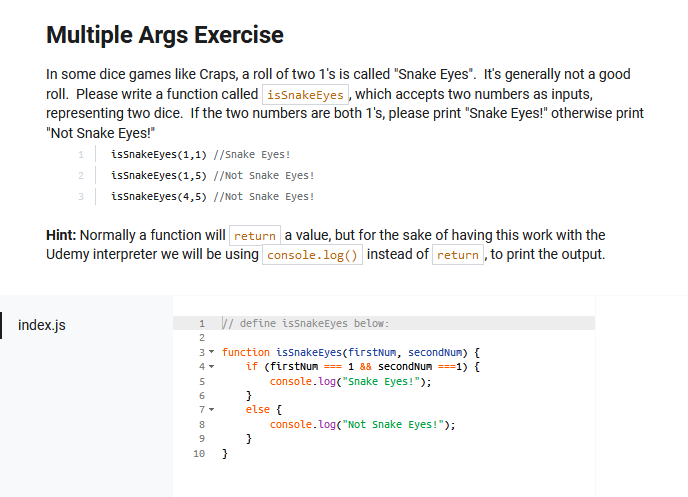 Multiple Args Exercise
In some dice games like Craps, a roll of two 1's is called "Snake Eyes".  It's generally not a good
roll.  Please write a function called isSnakeEyes, which accepts two numbers as inputs,
representing two dice.  If the two numbers are both 1's, please print "Snake Eyes!" otherwise print
"Not Snake Eyes!"
1 isSnakeEyes(1,1) //Snake Eyes!
2 isSnakeEyes(1,5) //Not Snake Eyes!
3 isSnakeEyes(4,5) //Not Snake Eyes!
Hint: Normally a function will return a value, but for the sake of having this work with the
Udemy interpreter we will be using console.log() instead of return, to print the output.
index.js
1 // define isSnakeEyes below:
2
3 function isSnakeEyes(firstNum, secondNum) {
4     if (firstNum === 1 && secondNum ===1) {
5         console.log("Snake Eyes!");
6     }
7     else {
8         console.log("Not Snake Eyes!");
9     }
10 }